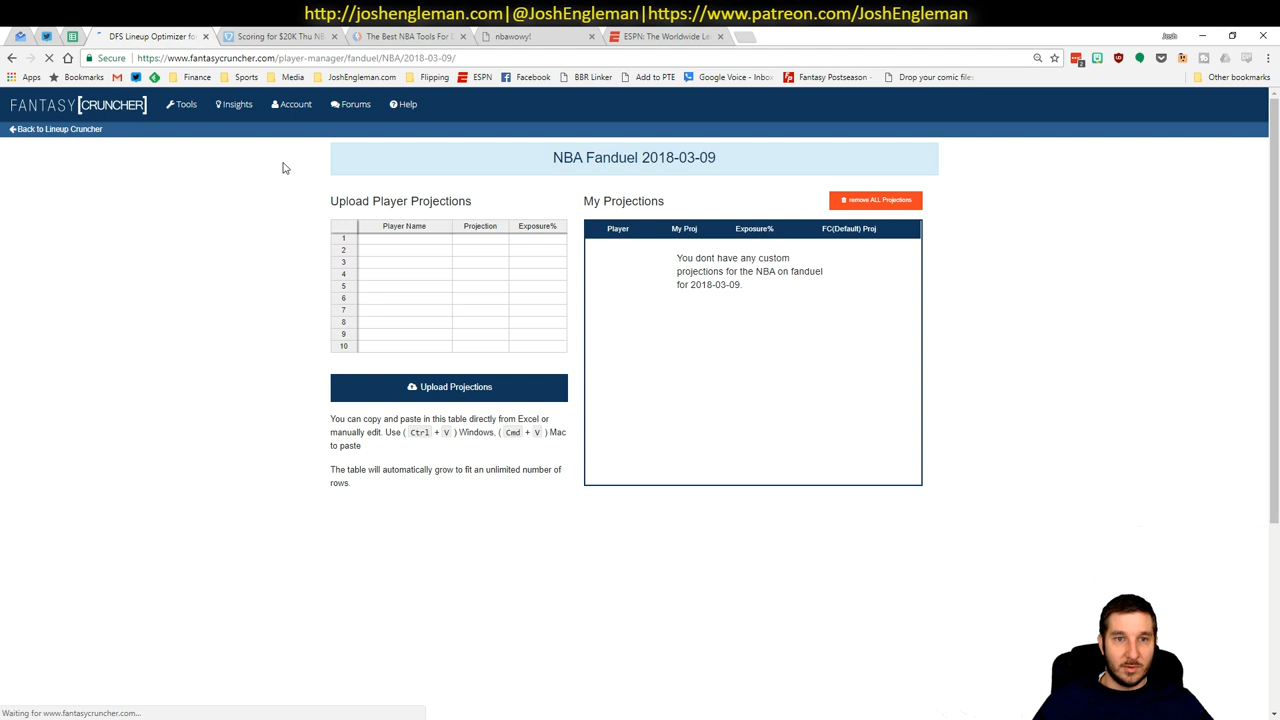 http://joshengleman.com|@JoshEngleman|https://www.patreon.com/JoshEngleman
DFS Lineup Optimizer for
Scoring for $20K Thu NB
The Best NBA Tools For D
nbawowy!
ESPN: The Worldwide Le
Josh
Secure
https://www.fantasycruncher.com/player-manager/fanduel/NBA/2018-03-09/
Apps
Bookmarks
Finance
Sports
Media
JoshEngleman.com
Flipping
ESPN
Facebook
BBR Linker
Add to PTE
Google Voice - Inbox
Fantasy Postseason -
Drop your comic files
Other bookmarks
FANTASY[CRUNCHER]
Tools
Insights
Account
Forums
Help
Back to Lineup Cruncher
NBA Fanduel 2018-03-09
Upload Player Projections
My Projections
remove ALL Projections
Player Name Projection Exposure%
1
2
3
4
5
6
7
8
9
10
Player My Proj Exposure% FC(Default) Proj
You dont have any custom
projections for the NBA on fanduel
for 2018-03-09.
Upload Projections
You can copy and paste in this table directly from Excel or
manually edit. Use ( Ctrl + V ) Windows, ( Cmd + V ) Mac
to paste
The table will automatically grow to fit an unlimited number of
rows.
Waiting for www.fantasycruncher.com...